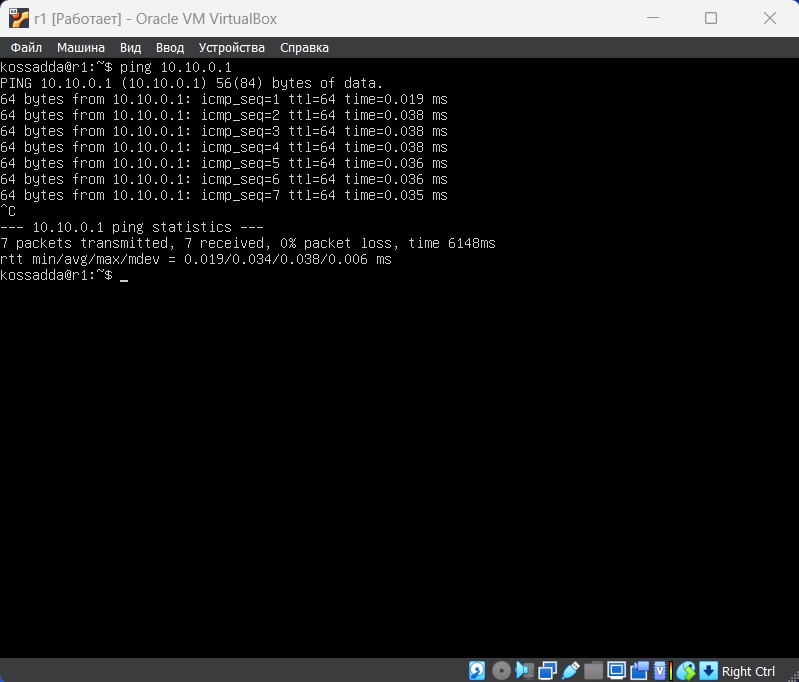 r1 [Работает] - Oracle VM VirtualBox
Файл Машина Вид Ввод Устройства Справка
kossadda@r1:~$ ping 10.10.0.1
PING 10.10.0.1 (10.10.0.1) 56(84) bytes of data.
64 bytes from 10.10.0.1: icmp_seq=1 ttl=64 time=0.019 ms
64 bytes from 10.10.0.1: icmp_seq=2 ttl=64 time=0.038 ms
64 bytes from 10.10.0.1: icmp_seq=3 ttl=64 time=0.038 ms
64 bytes from 10.10.0.1: icmp_seq=4 ttl=64 time=0.038 ms
64 bytes from 10.10.0.1: icmp_seq=5 ttl=64 time=0.036 ms
64 bytes from 10.10.0.1: icmp_seq=6 ttl=64 time=0.036 ms
64 bytes from 10.10.0.1: icmp_seq=7 ttl=64 time=0.035 ms
^C
--- 10.10.0.1 ping statistics ---
7 packets transmitted, 7 received, 0% packet loss, time 6148ms
rtt min/avg/max/mdev = 0.019/0.034/0.038/0.006 ms
kossadda@r1:~$ _
Right Ctrl